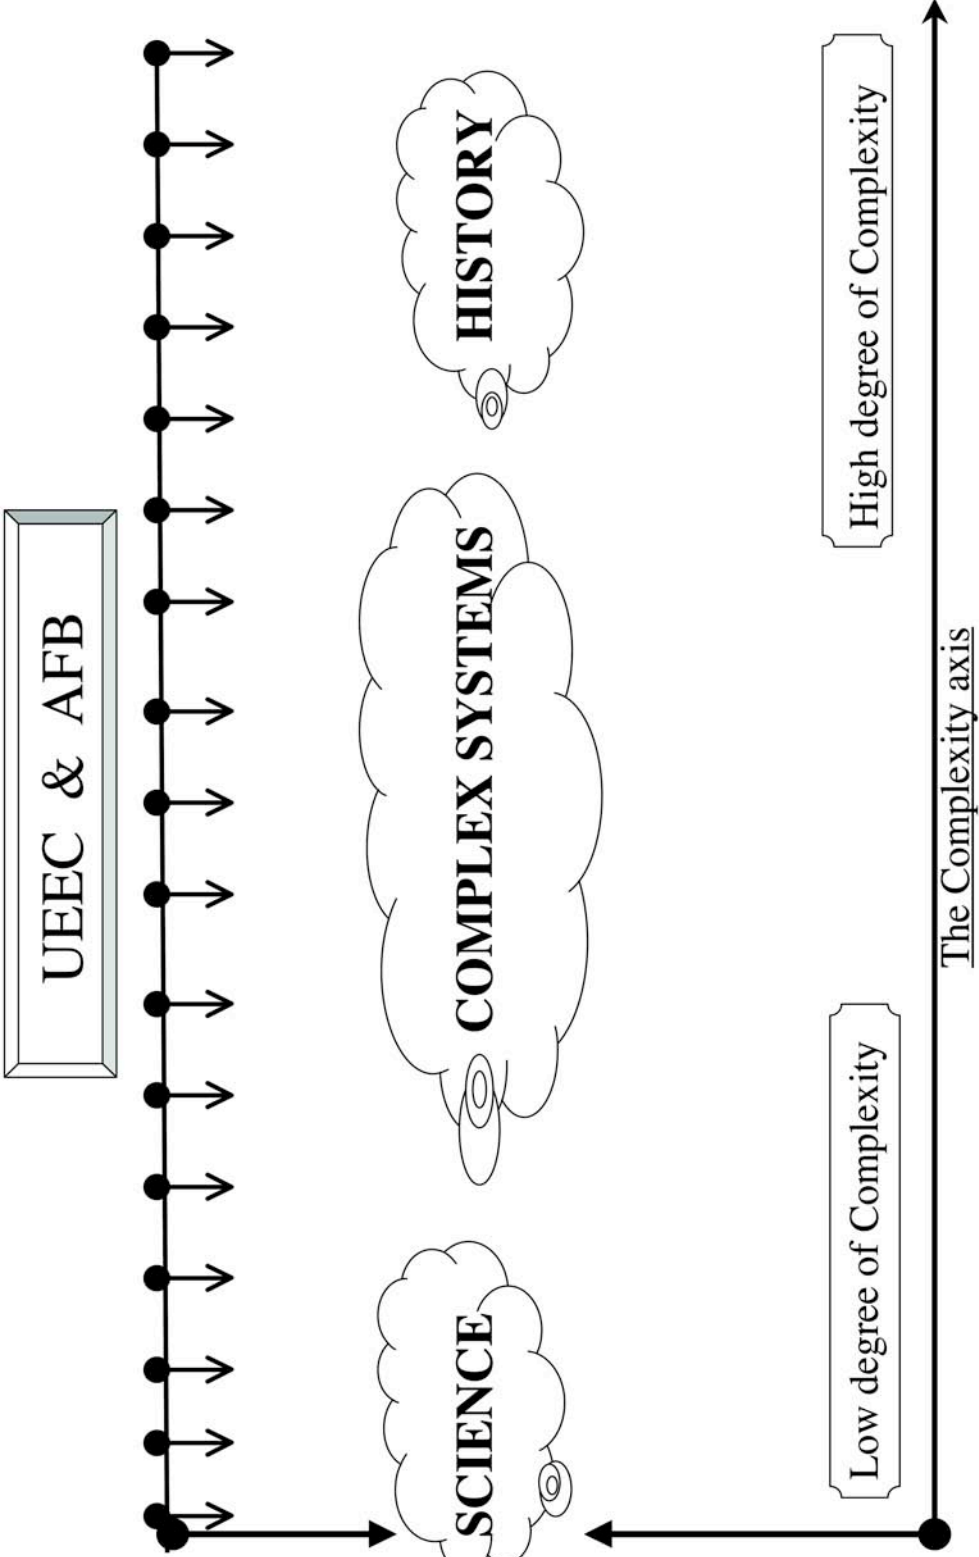 UEEC & AFB
SCIENCE
COMPLEX SYSTEMS
HISTORY
Low degree of Complexity
High degree of Complexity
The Complexity axis